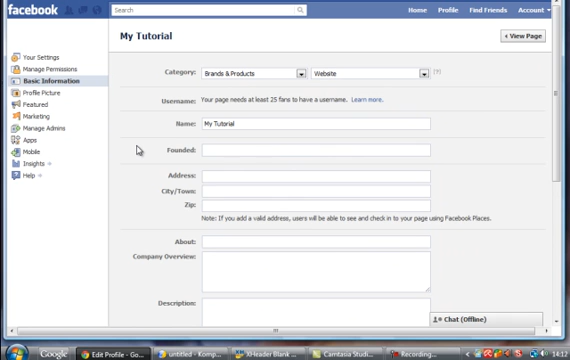 facebook
Search
Home Profile Find Friends Account
My Tutorial
View Page
Your Settings
Manage Permissions
Basic Information
Profile Picture
Featured
Marketing
Manage Admins
Apps
Mobile
Insights
Help
Category: Brands & Products Website [?]
Username: Your page needs at least 25 fans to have a username. Learn more.
Name: My Tutorial
Founded:
Address:
City/Town:
Zip:
Note: If you add a valid address, users will be able to see and check in to your page using Facebook Places.
About:
Company Overview:
Description:
Chat (Offline)
Google Edit Profile - Go... untitled - Komp... XHeader Blank ... Camtasia Studi... Recording... 14:12